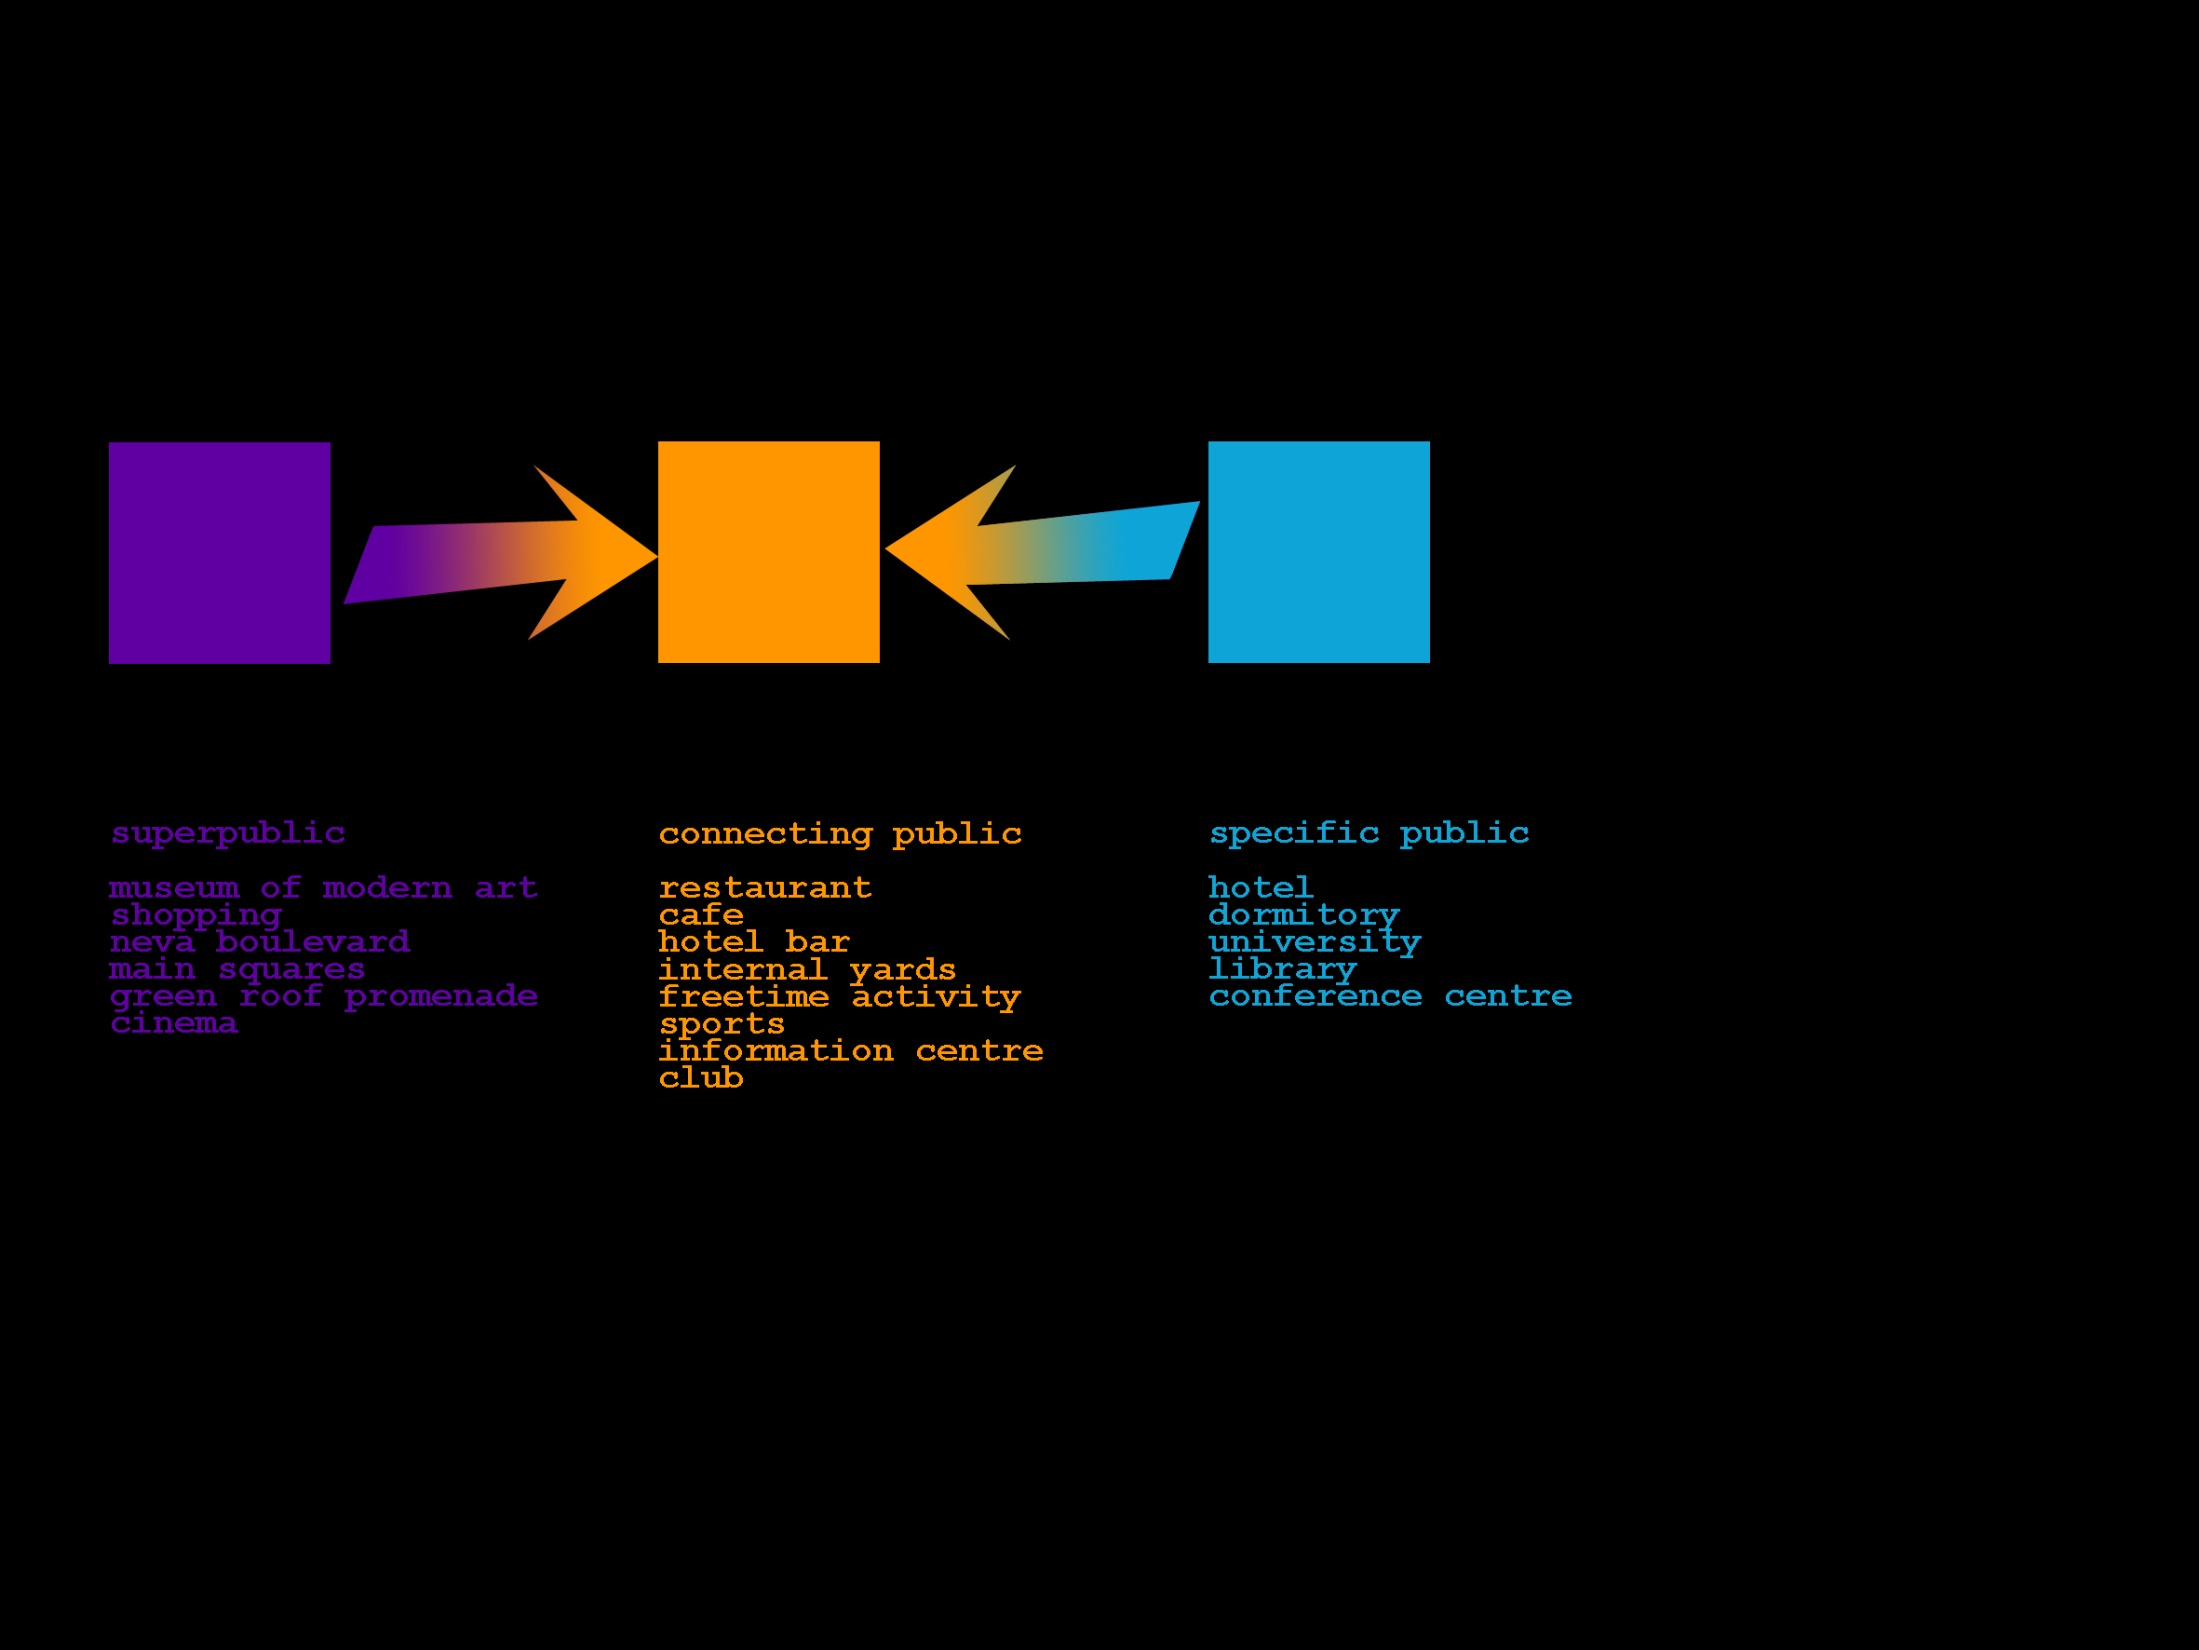 superpublic
museum of modern art
shopping
neva boulevard
main squares
green roof promenade
cinema
connecting public
restaurant
cafe
hotel bar
internal yards
freetime activity
sports
information centre
club
specific public
hotel
dormitory
university
library
conference centre